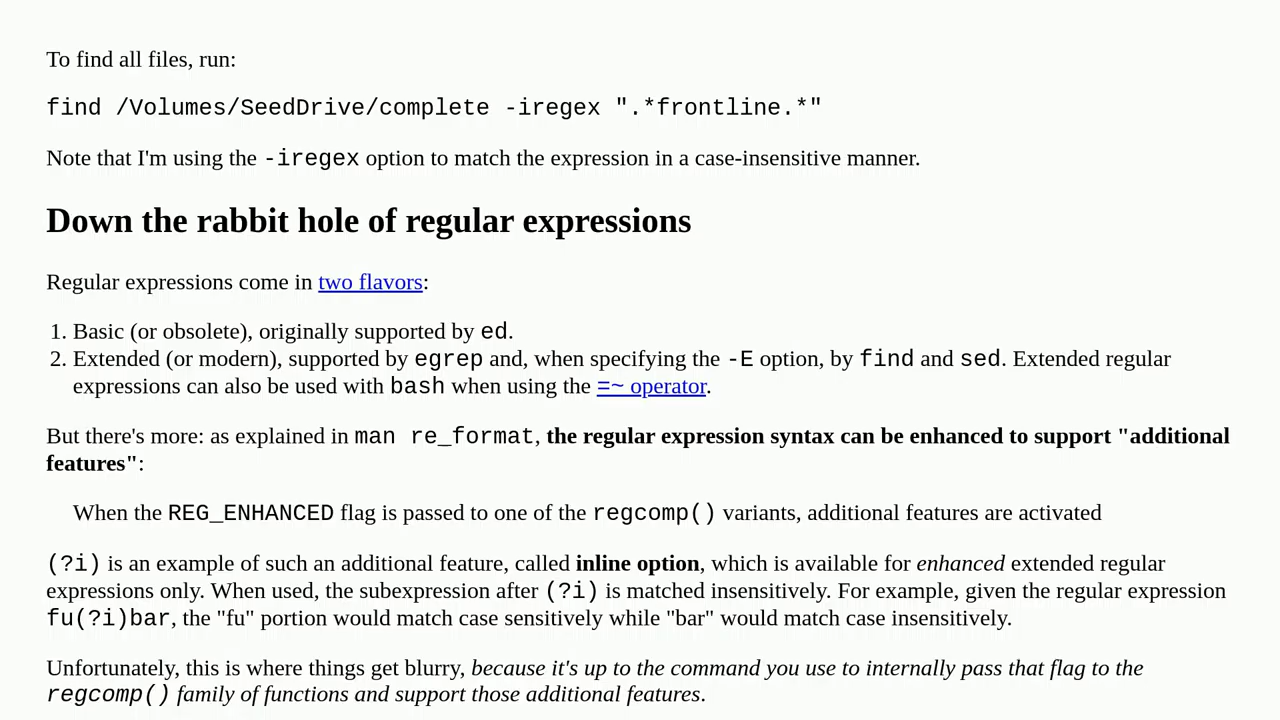 To find all files, run:
find /Volumes/SeedDrive/complete -iregex ".*frontline.*"
Note that I'm using the -iregex option to match the expression in a case-insensitive manner.
Down the rabbit hole of regular expressions
Regular expressions come in two flavors:
1. Basic (or obsolete), originally supported by ed.
2. Extended (or modern), supported by egrep and, when specifying the -E option, by find and sed. Extended regular
expressions can also be used with bash when using the =~ operator.
But there's more: as explained in man re_format, the regular expression syntax can be enhanced to support "additional
features":
When the REG_ENHANCED flag is passed to one of the regcomp() variants, additional features are activated
(?i) is an example of such an additional feature, called inline option, which is available for enhanced extended regular
expressions only. When used, the subexpression after (?i) is matched insensitively. For example, given the regular expression
fu(?i)bar, the "fu" portion would match case sensitively while "bar" would match case insensitively.
Unfortunately, this is where things get blurry, because it's up to the command you use to internally pass that flag to the
regcomp() family of functions and support those additional features.